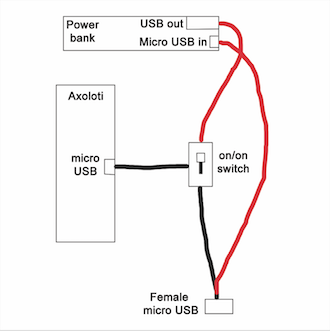 Power
bank
USB out
Micro USB in
Axoloti
micro
USB
on/on
switch
Female
micro USB